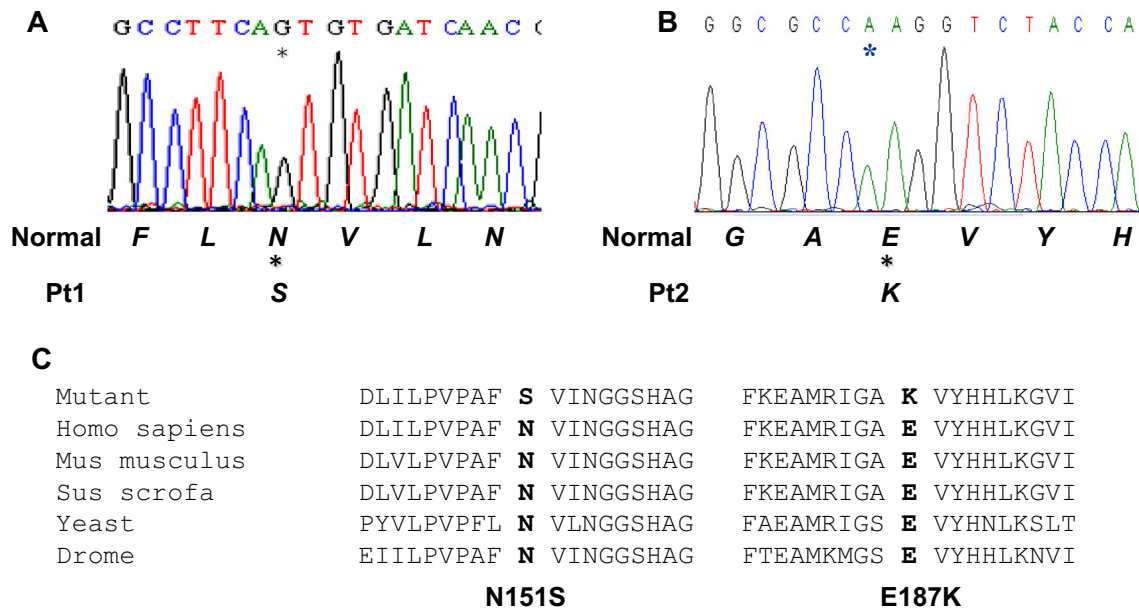 A
G C C T T C A G T G T G A T C A A C
*
Normal F L N V L N
*
Pt1 S
B
G G C G C C A A G G T C T A C C A
*
Normal G A E V Y H
*
Pt2 K
C
Mutant DLILPVPAF S VINGGSHAG FKEAMRIGA K VYHHLKGVI
Homo sapiens DLILPVPAF N VINGGSHAG FKEAMRIGA E VYHHLKGVI
Mus musculus DLVLPVPAF N VINGGSHAG FKEAMRIGA E VYHHLKGVI
Sus scrofa DLVLPVPAF N VINGGSHAG FKEAMRIGA E VYHHLKGVI
Yeast PYVLPVPFL N VLNGGSHAG FAEAMRIGS E VYHNLKSLT
Drome EIILPVPAF N VINGGSHAG FTEAMKMGS E VYHHLKNVI
N151S E187K